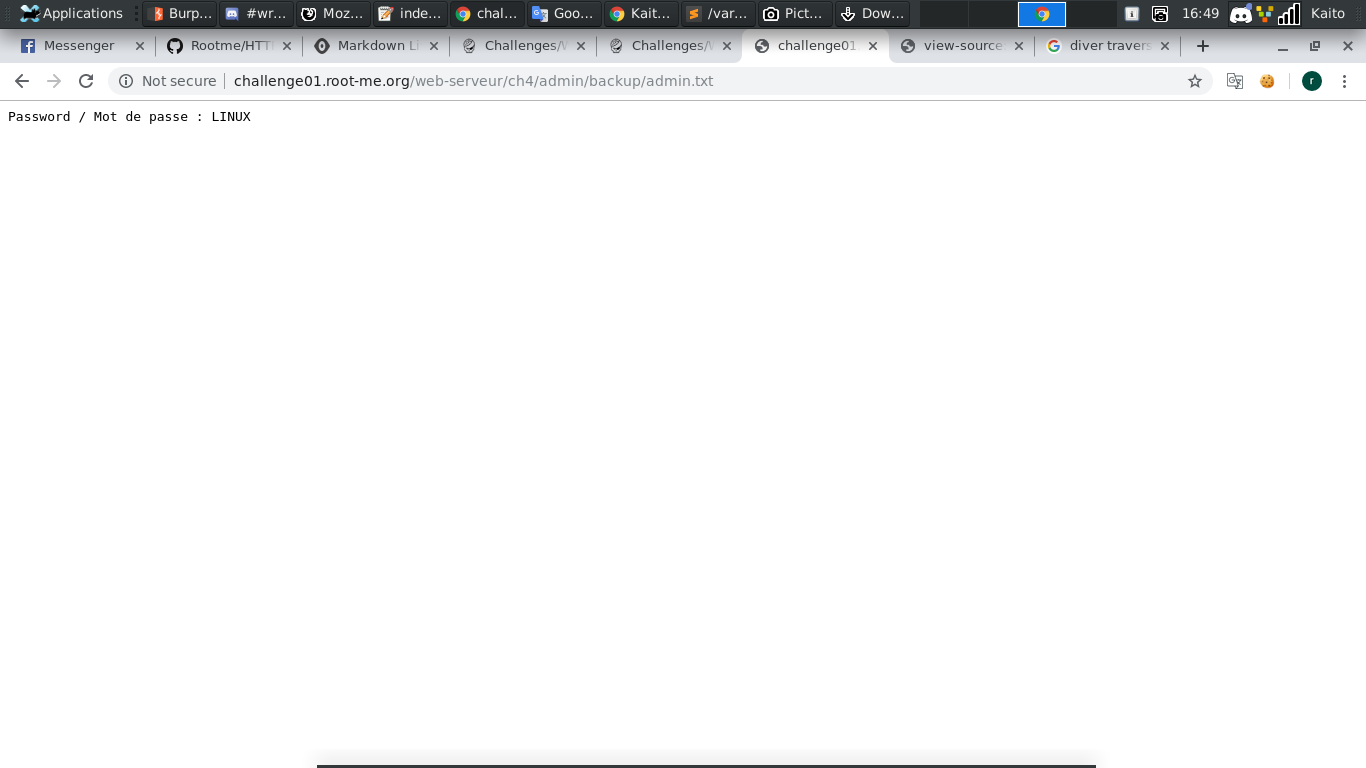 Applications Burp... #wr... Moz... inde... chal... Goo... Kait... /var... Pict... Dow... 16:49 Kaito
Messenger Rootme/HTT Markdown Li Challenges/ Challenges/ challenge01. view-source diver travers
Not secure challenge01.root-me.org/web-serveur/ch4/admin/backup/admin.txt r
Password / Mot de passe : LINUX